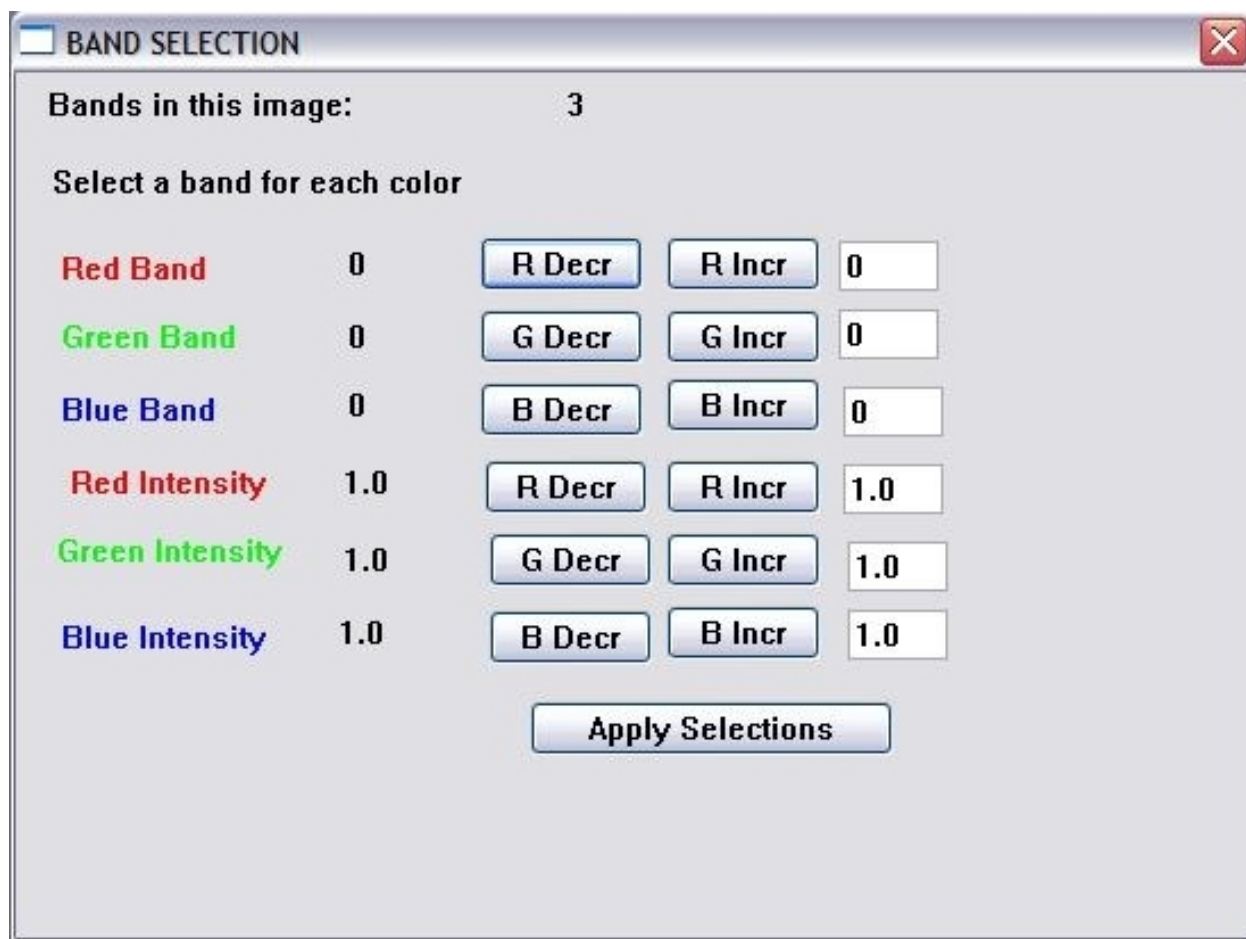 BAND SELECTION
Bands in this image: 3
Select a band for each color
Red Band 0 R Decr R Incr 0
Green Band 0 G Decr G Incr 0
Blue Band 0 B Decr B Incr 0
Red Intensity 1.0 R Decr R Incr 1.0
Green Intensity 1.0 G Decr G Incr 1.0
Blue Intensity 1.0 B Decr B Incr 1.0
Apply Selections